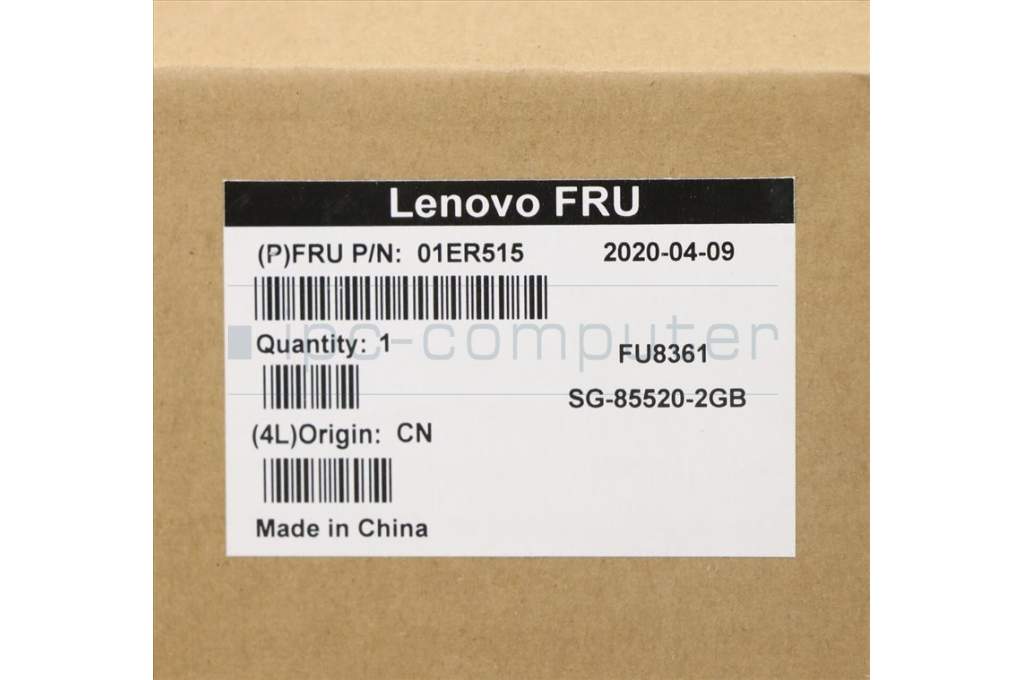 Lenovo FRU
(P)FRU P/N: 01ER515 2020-04-09
ipc-computer
Quantity: 1
FU8361
SG-85520-2GB
(4L)Origin: CN
Made in China